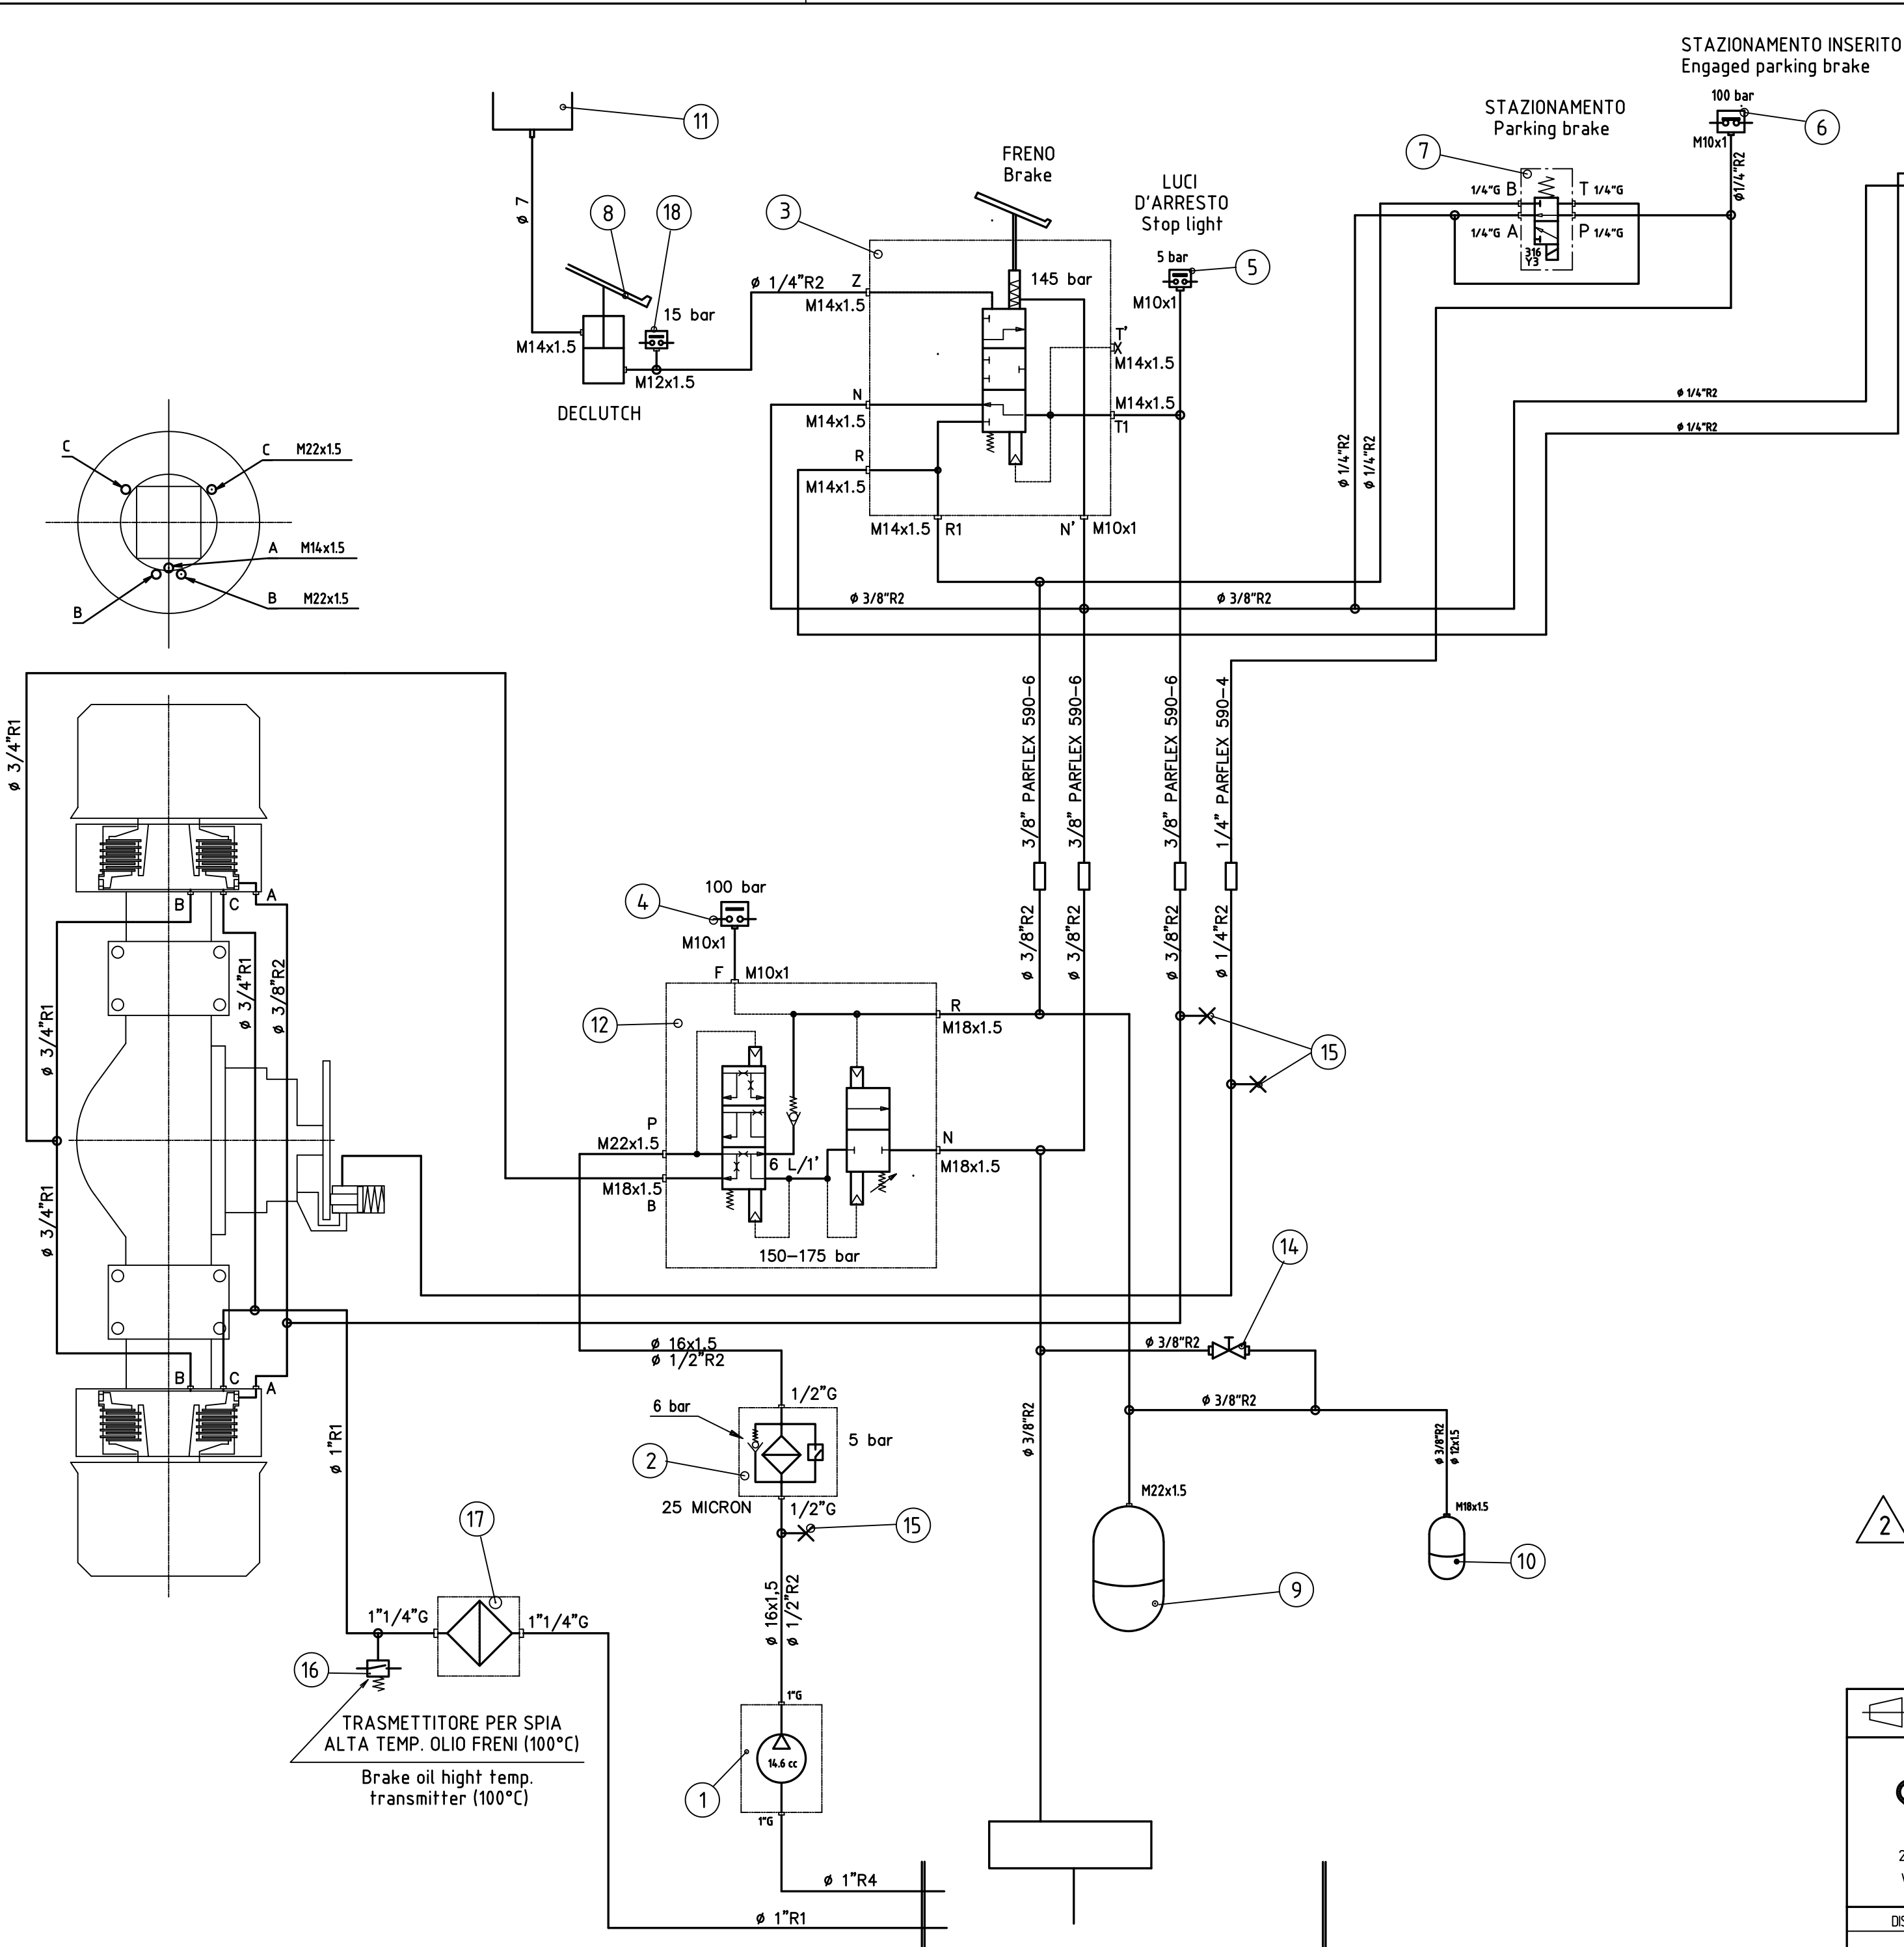 STAZIONAMENTO INSERITO
Engaged parking brake
100 bar
6
M10x1
ϕ1/4"R2
STAZIONAMENTO
Parking brake
7
1/4"G B
T 1/4"G
1/4"G A
P 1/4"G
316
Y3
11
ϕ 7
8
18
15 bar
M14x1.5
M12x1.5
DECLUTCH
FRENO
Brake
3
145 bar
ϕ 1/4"R2
Z
M14x1.5
N
M14x1.5
R
M14x1.5
M14x1.5
R1
N'
M10x1
T'
M14x1.5
M14x1.5
T1
LUCI
D'ARRESTO
Stop light
5 bar
5
M10x1
ϕ 1/4"R2
ϕ 1/4"R2
ϕ 1/4"R2
ϕ 1/4"R2
ϕ 3/8"R2
ϕ 3/8"R2
C
C
M22x1.5
A
M14x1.5
B
B
M22x1.5
ϕ 3/4"R1
3/8" PARFLEX 590-6
3/8" PARFLEX 590-6
3/8" PARFLEX 590-6
1/4" PARFLEX 590-4
ϕ 3/8"R2
ϕ 3/8"R2
ϕ 3/8"R2
ϕ 1/4"R2
B
C
A
ϕ 3/4"R1
ϕ 3/4"R1
ϕ 3/8"R2
ϕ 3/4"R1
B
C
A
4
100 bar
M10x1
F
M10x1
12
R
M18x1.5
P
M22x1.5
6 L/1'
M18x1.5
B
N
M18x1.5
150-175 bar
15
14
ϕ 3/8"R2
ϕ 3/8"R2
ϕ 3/8"R2
ϕ 3/8"R2
ϕ 12x1.5
ϕ 16x1.5
ϕ 1/2"R2
1/2"G
6 bar
5 bar
2
25 MICRON
1/2"G
15
ϕ 16x1,5
ϕ 1/2"R2
M22x1.5
9
M18x1.5
10
2
ϕ 1"R1
17
1"1/4"G
1"1/4"G
16
TRASMETTITORE PER SPIA
ALTA TEMP. OLIO FRENI (100°C)
Brake oil hight temp.
transmitter (100°C)
1"G
14.6 cc
1
1"G
ϕ 1"R4
ϕ 1"R1